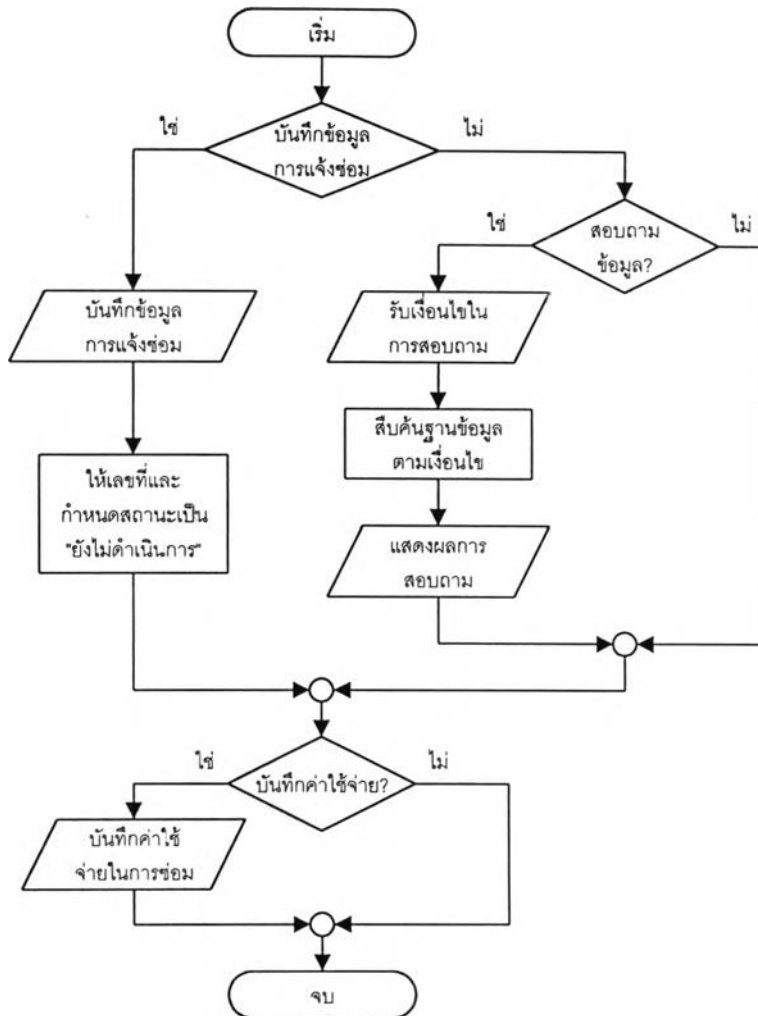 เริ่ม
ใช่
บันทึกข้อมูล
การแจ้งซ่อม
ไม่
ใช่
สอบถาม
ข้อมูล?
ไม่
บันทึกข้อมูล
การแจ้งซ่อม
รับเงื่อนไขใน
การสอบถาม
สืบค้นฐานข้อมูล
ตามเงื่อนไข
ให้เลขที่และ
กำหนดสถานะเป็น
"ยังไม่ดำเนินการ"
แสดงผลการ
สอบถาม
ใช่
บันทึกค่าใช้จ่าย?
ไม่
บันทึกค่าใช้
จ่ายในการซ่อม
จบ